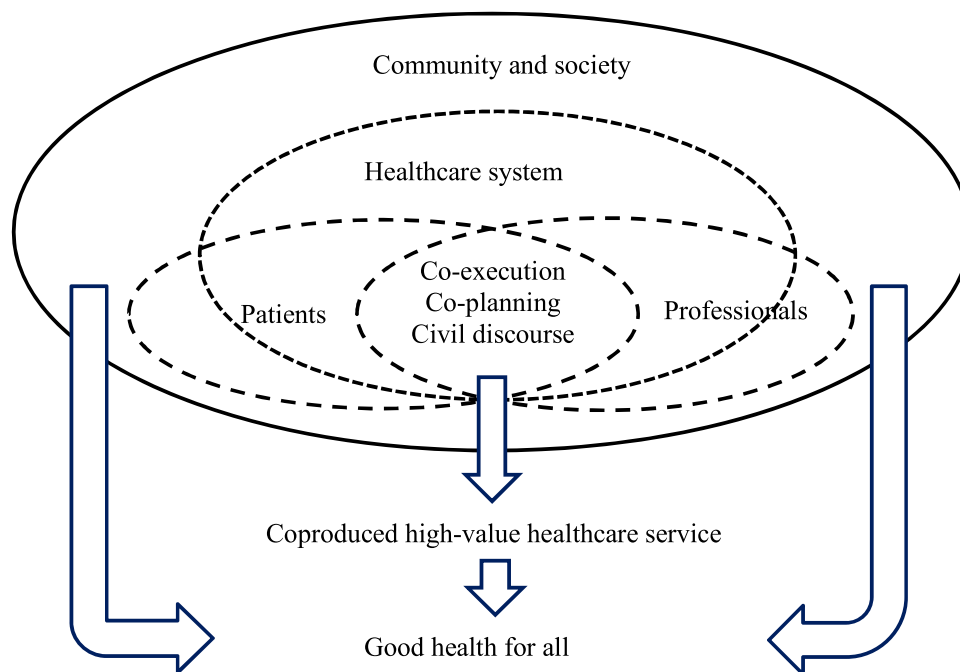 Community and society
Healthcare system
Co-execution
Co-planning
Civil discourse
Patients
Professionals
Coproduced high-value healthcare service
Good health for all